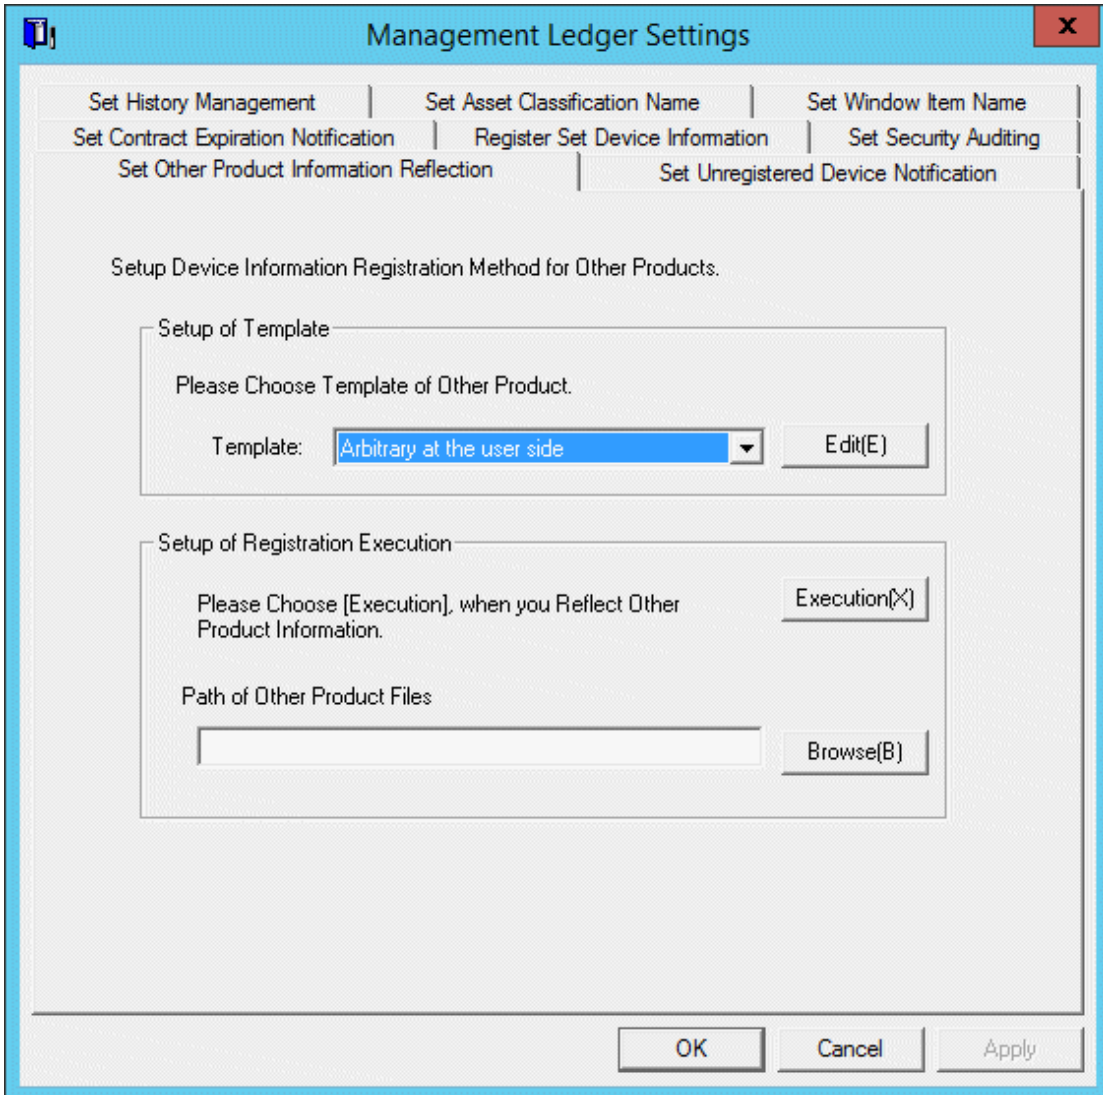 Management Ledger Settings
X
Set History Management
Set Asset Classification Name
Set Window Item Name
Set Contract Expiration Notification
Register Set Device Information
Set Security Auditing
Set Other Product Information Reflection
Set Unregistered Device Notification
Setup Device Information Registration Method for Other Products.
Setup of Template
Please Choose Template of Other Product.
Template:
Arbitrary at the user side
Edit(E)
Setup of Registration Execution
Please Choose [Execution], when you Reflect Other
Product Information.
Execution(X)
Path of Other Product Files
Browse(B)
OK
Cancel
Apply